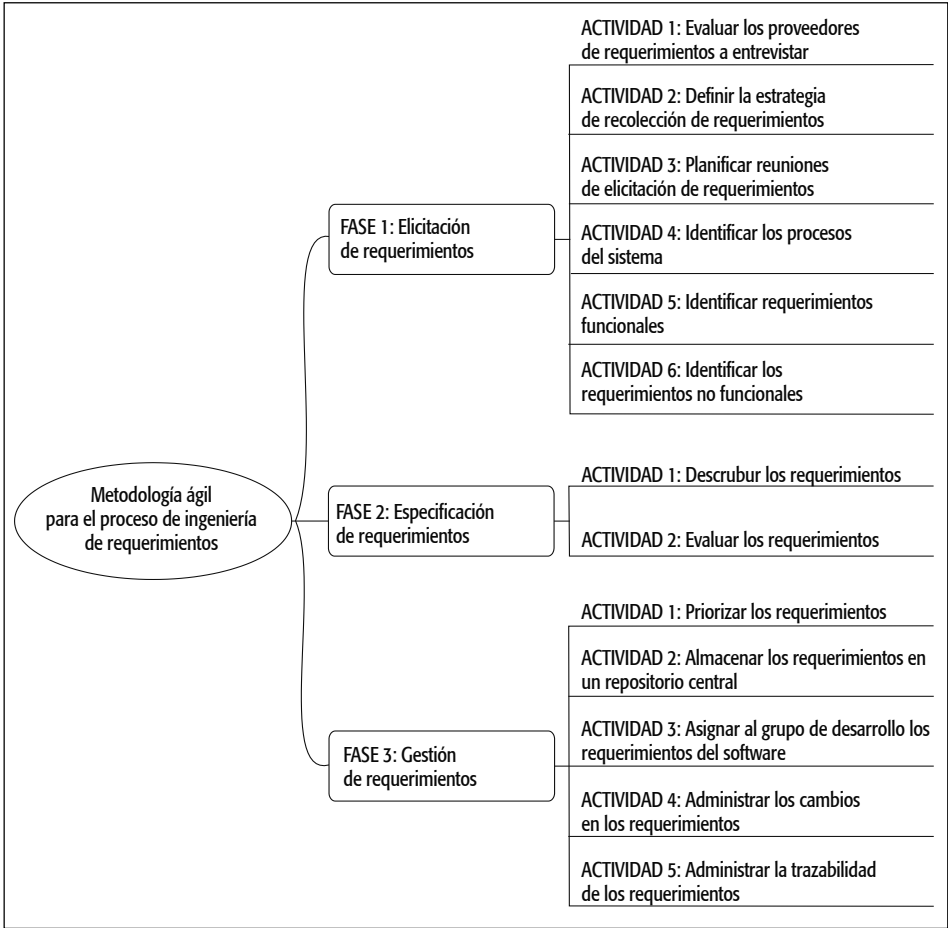 Metodología ágil
para el proceso de ingeniería
de requerimientos
FASE 1: Elicitación
de requerimientos
ACTIVIDAD 1: Evaluar los proveedores
de requerimientos a entrevistar
ACTIVIDAD 2: Definir la estrategia
de recolección de requerimientos
ACTIVIDAD 3: Planificar reuniones
de elicitación de requerimientos
ACTIVIDAD 4: Identificar los procesos
del sistema
ACTIVIDAD 5: Identificar requerimientos
funcionales
ACTIVIDAD 6: Identificar los
requerimientos no funcionales
FASE 2: Especificación
de requerimientos
ACTIVIDAD 1: Descrubur los requerimientos
ACTIVIDAD 2: Evaluar los requerimientos
FASE 3: Gestión
de requerimientos
ACTIVIDAD 1: Priorizar los requerimientos
ACTIVIDAD 2: Almacenar los requerimientos en
un repositorio central
ACTIVIDAD 3: Asignar al grupo de desarrollo los
requerimientos del software
ACTIVIDAD 4: Administrar los cambios
en los requerimientos
ACTIVIDAD 5: Administrar la trazabilidad
de los requerimientos